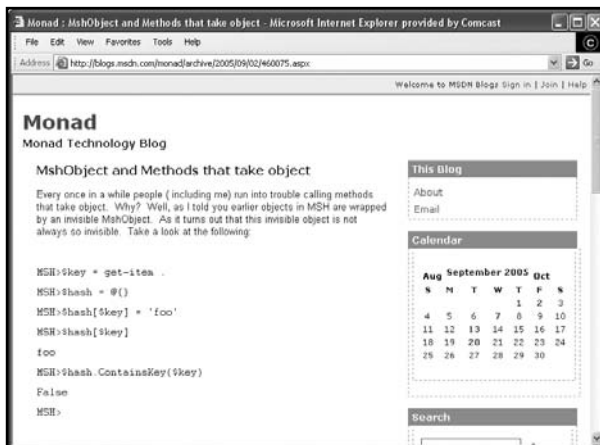 Monad : MshObject and Methods that take object - Microsoft Internet Explorer provided by Comcast
File Edit View Favorites Tools Help
Address http://blogs.msdn.com/monad/archive/2005/09/02/460075.aspx Go
Welcome to MSDN Blogs Sign in | Join | Help
Monad
Monad Technology Blog
MshObject and Methods that take object
Every once in a while people ( including me) run into trouble calling methods
that take object. Why? Well, as I told you earlier objects in MSH are wrapped
by an invisible MshObject. As it turns out that this invisible object is not
always so invisible. Take a look at the following:
MSH>$key = get-item .
MSH>$hash = @{}
MSH>$hash[$key] = 'foo'
MSH>$hash[$key]
foo
MSH>$hash.ContainsKey($key)
False
MSH>
This Blog
About
Email
Calendar
Aug September 2005 Oct
S M T W T F S
1 2 3
4 5 6 7 8 9 10
11 12 13 14 15 16 17
18 19 20 21 22 23 24
25 26 27 28 29 30
Search